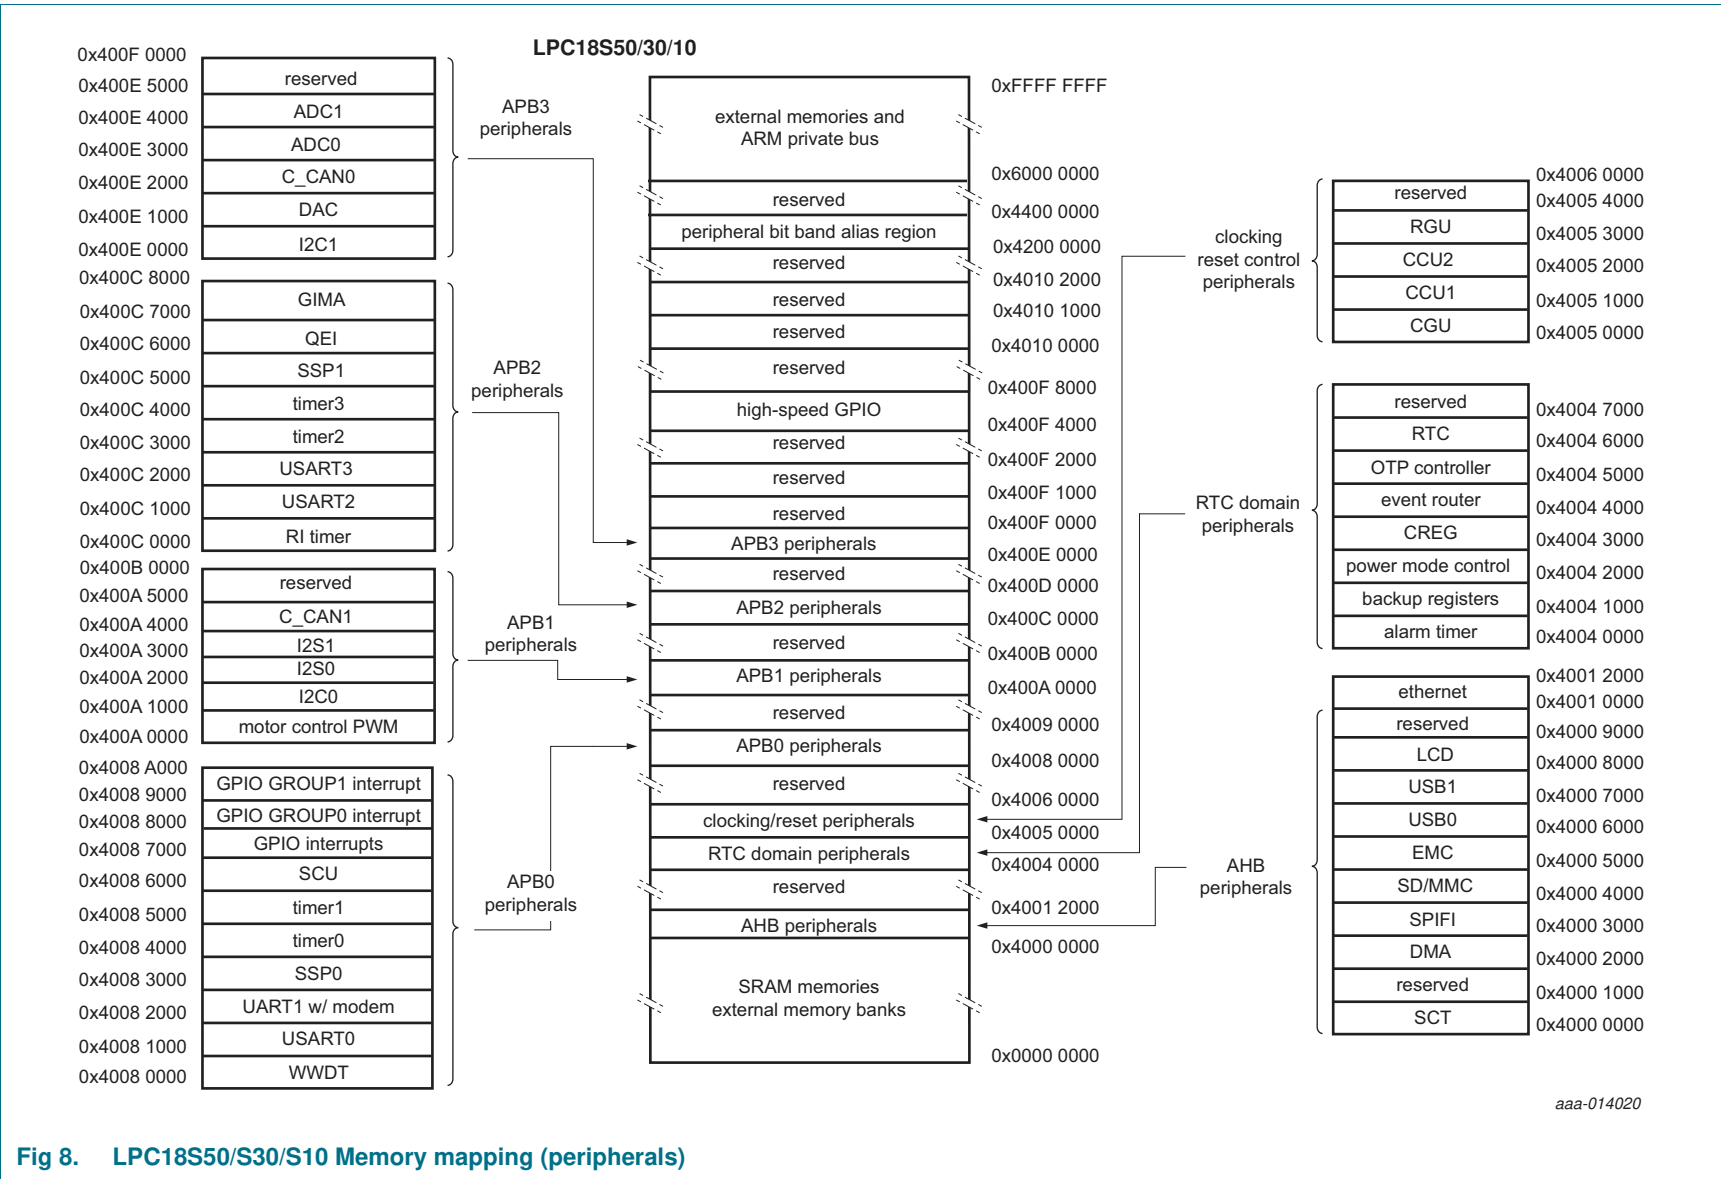 LPC18S50/30/10
0x400F 0000
reserved
0x400E 5000
ADC1
0x400E 4000
ADC0
0x400E 3000
C_CAN0
0x400E 2000
DAC
0x400E 1000
I2C1
0x400E 0000
APB3
peripherals
0x400C 8000
GIMA
0x400C 7000
QEI
0x400C 6000
SSP1
0x400C 5000
timer3
0x400C 4000
timer2
0x400C 3000
USART3
0x400C 2000
USART2
0x400C 1000
RI timer
0x400C 0000
APB2
peripherals
0x400B 0000
reserved
0x400A 5000
C_CAN1
0x400A 4000
I2S1
0x400A 3000
I2S0
0x400A 2000
I2C0
0x400A 1000
motor control PWM
0x400A 0000
APB1
peripherals
0x4008 A000
GPIO GROUP1 interrupt
0x4008 9000
GPIO GROUP0 interrupt
0x4008 8000
GPIO interrupts
0x4008 7000
SCU
0x4008 6000
timer1
0x4008 5000
timer0
0x4008 4000
SSP0
0x4008 3000
UART1 w/ modem
0x4008 2000
USART0
0x4008 1000
WWDT
0x4008 0000
APB0
peripherals
0xFFFF FFFF
external memories and
ARM private bus
0x6000 0000
reserved
0x4400 0000
peripheral bit band alias region
0x4200 0000
reserved
0x4010 2000
reserved
0x4010 1000
reserved
0x4010 0000
reserved
0x400F 8000
high-speed GPIO
0x400F 4000
reserved
0x400F 2000
reserved
0x400F 1000
reserved
0x400F 0000
APB3 peripherals
0x400E 0000
reserved
0x400D 0000
APB2 peripherals
0x400C 0000
reserved
0x400B 0000
APB1 peripherals
0x400A 0000
reserved
0x4009 0000
APB0 peripherals
0x4008 0000
reserved
0x4006 0000
clocking/reset peripherals
0x4005 0000
RTC domain peripherals
0x4004 0000
reserved
0x4001 2000
AHB peripherals
0x4000 0000
SRAM memories
external memory banks
0x0000 0000
clocking
reset control
peripherals
0x4006 0000
reserved
0x4005 4000
RGU
0x4005 3000
CCU2
0x4005 2000
CCU1
0x4005 1000
CGU
0x4005 0000
RTC domain
peripherals
reserved
0x4004 7000
RTC
0x4004 6000
OTP controller
0x4004 5000
event router
0x4004 4000
CREG
0x4004 3000
power mode control
0x4004 2000
backup registers
0x4004 1000
alarm timer
0x4004 0000
AHB
peripherals
0x4001 2000
ethernet
0x4001 0000
reserved
0x4000 9000
LCD
0x4000 8000
USB1
0x4000 7000
USB0
0x4000 6000
EMC
0x4000 5000
SD/MMC
0x4000 4000
SPIFI
0x4000 3000
DMA
0x4000 2000
reserved
0x4000 1000
SCT
0x4000 0000
aaa-014020
Fig 8. LPC18S50/S30/S10 Memory mapping (peripherals)